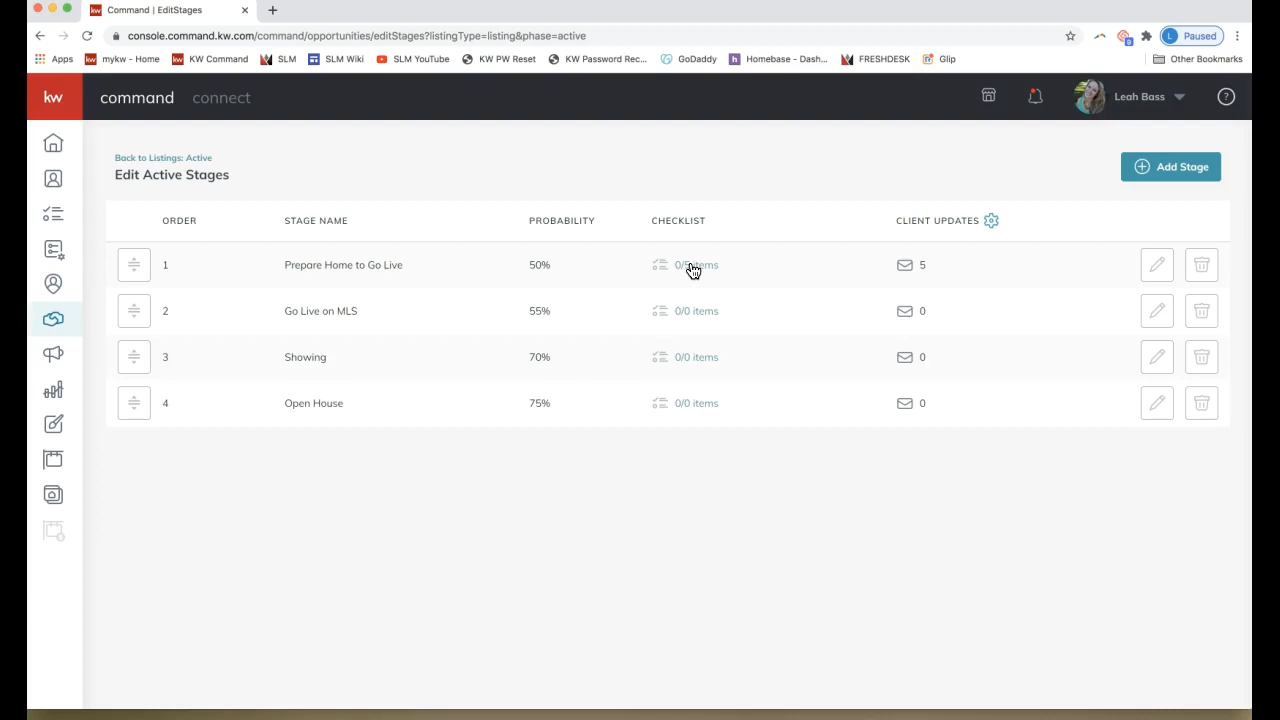 Command | EditStages
console.command.kw.com/command/opportunities/editStages?listingType=listing&phase=active
L Paused
Apps kw mykw - Home kw KW Command SLM SLM Wiki SLM YouTube KW PW Reset KW Password Rec... GoDaddy h Homebase - Dash... FRESHDESK Glip Other Bookmarks
kw command connect Leah Bass ?
Back to Listings: Active
Edit Active Stages
Add Stage
ORDER STAGE NAME PROBABILITY CHECKLIST CLIENT UPDATES
1 Prepare Home to Go Live 50% items 5
2 Go Live on MLS 55% 0/0 items 0
3 Showing 70% 0/0 items 0
4 Open House 75% 0/0 items 0